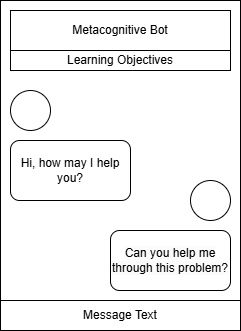 Metacognitive Bot
Learning Objectives
Hi, how may I help
you?
Can you help me
through this problem?
Message Text